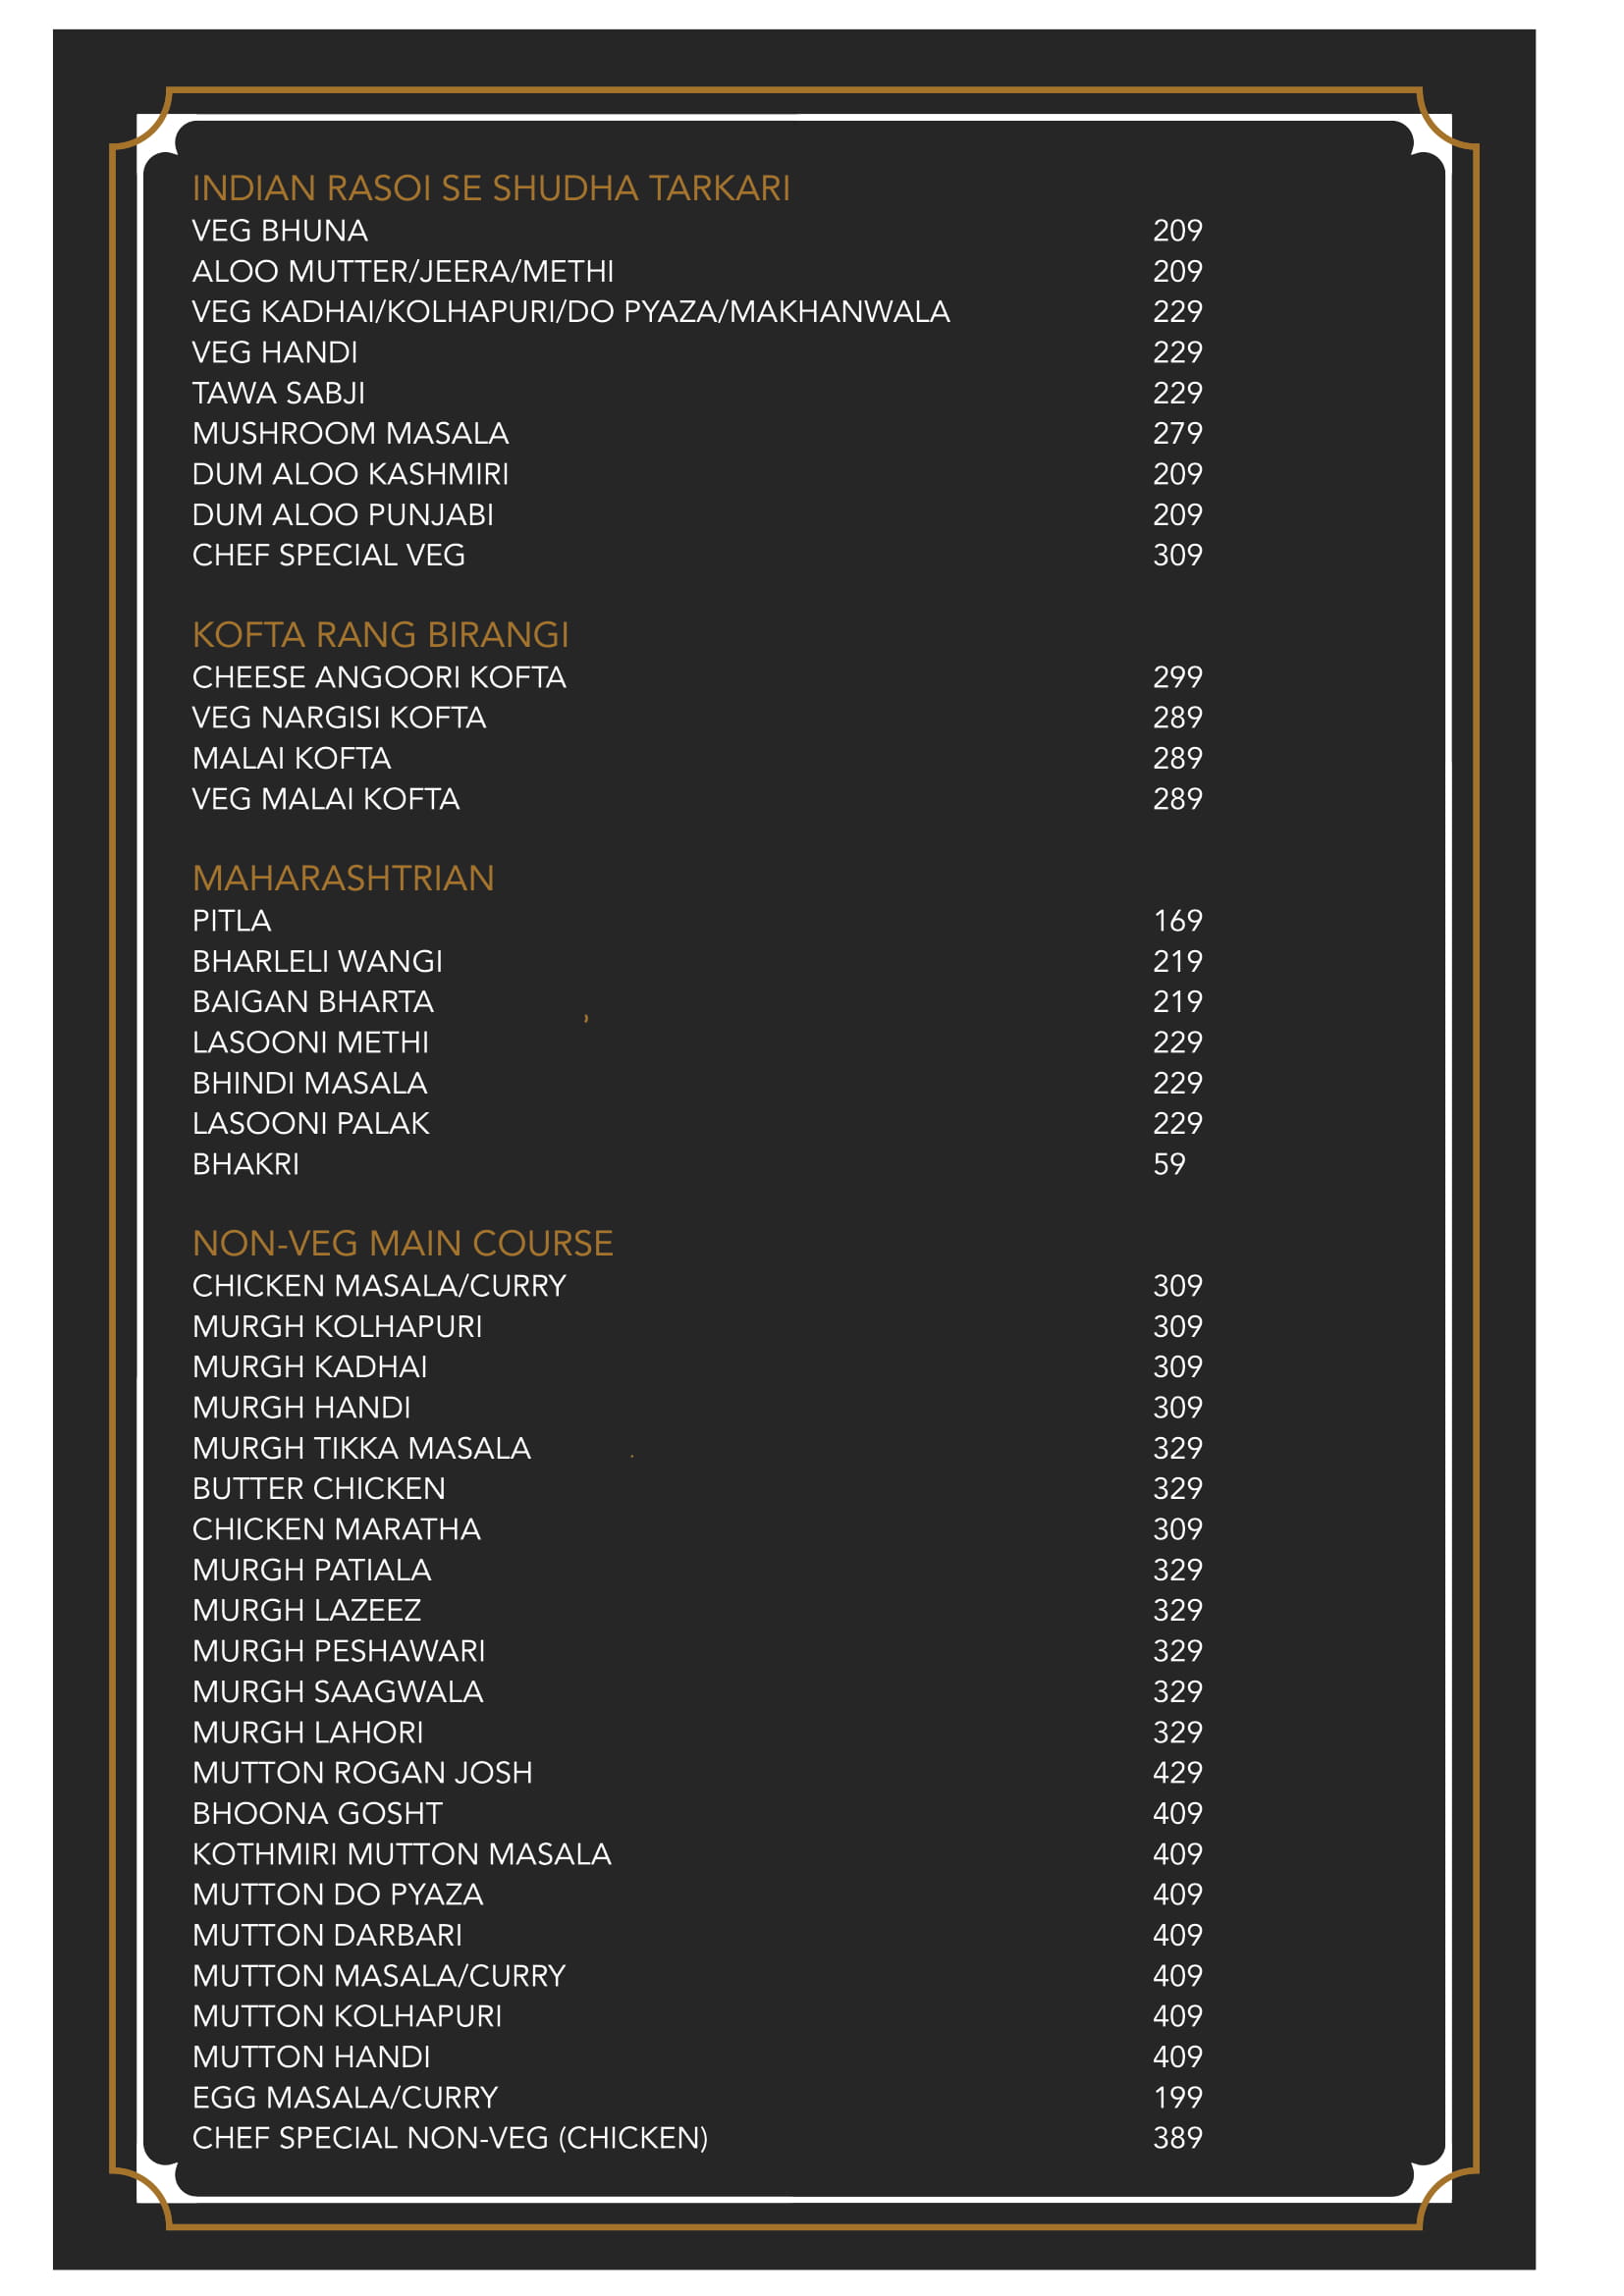 INDIAN RASOI SE SHUDHA TARKARI
VEG BHUNA 209
ALOO MUTTER/JEERA/METHI 209
VEG KADHAI/KOLHAPURI/DO PYAZA/MAKHANWALA 229
VEG HANDI 229
TAWA SABJI 229
MUSHROOM MASALA 279
DUM ALOO KASHMIRI 209
DUM ALOO PUNJABI 209
CHEF SPECIAL VEG 309
KOFTA RANG BIRANGI
CHEESE ANGOORI KOFTA 299
VEG NARGISI KOFTA 289
MALAI KOFTA 289
VEG MALAI KOFTA 289
MAHARASHTRIAN
PITLA 169
BHARLELI WANGI 219
BAIGAN BHARTA 219
LASOONI METHI 229
BHINDI MASALA 229
LASOONI PALAK 229
BHAKRI 59
NON-VEG MAIN COURSE
CHICKEN MASALA/CURRY 309
MURGH KOLHAPURI 309
MURGH KADHAI 309
MURGH HANDI 309
MURGH TIKKA MASALA 329
BUTTER CHICKEN 329
CHICKEN MARATHA 309
MURGH PATIALA 329
MURGH LAZEEZ 329
MURGH PESHAWARI 329
MURGH SAAGWALA 329
MURGH LAHORI 329
MUTTON ROGAN JOSH 429
BHOONA GOSHT 409
KOTHMIRI MUTTON MASALA 409
MUTTON DO PYAZA 409
MUTTON DARBARI 409
MUTTON MASALA/CURRY 409
MUTTON KOLHAPURI 409
MUTTON HANDI 409
EGG MASALA/CURRY 199
CHEF SPECIAL NON-VEG (CHICKEN) 389